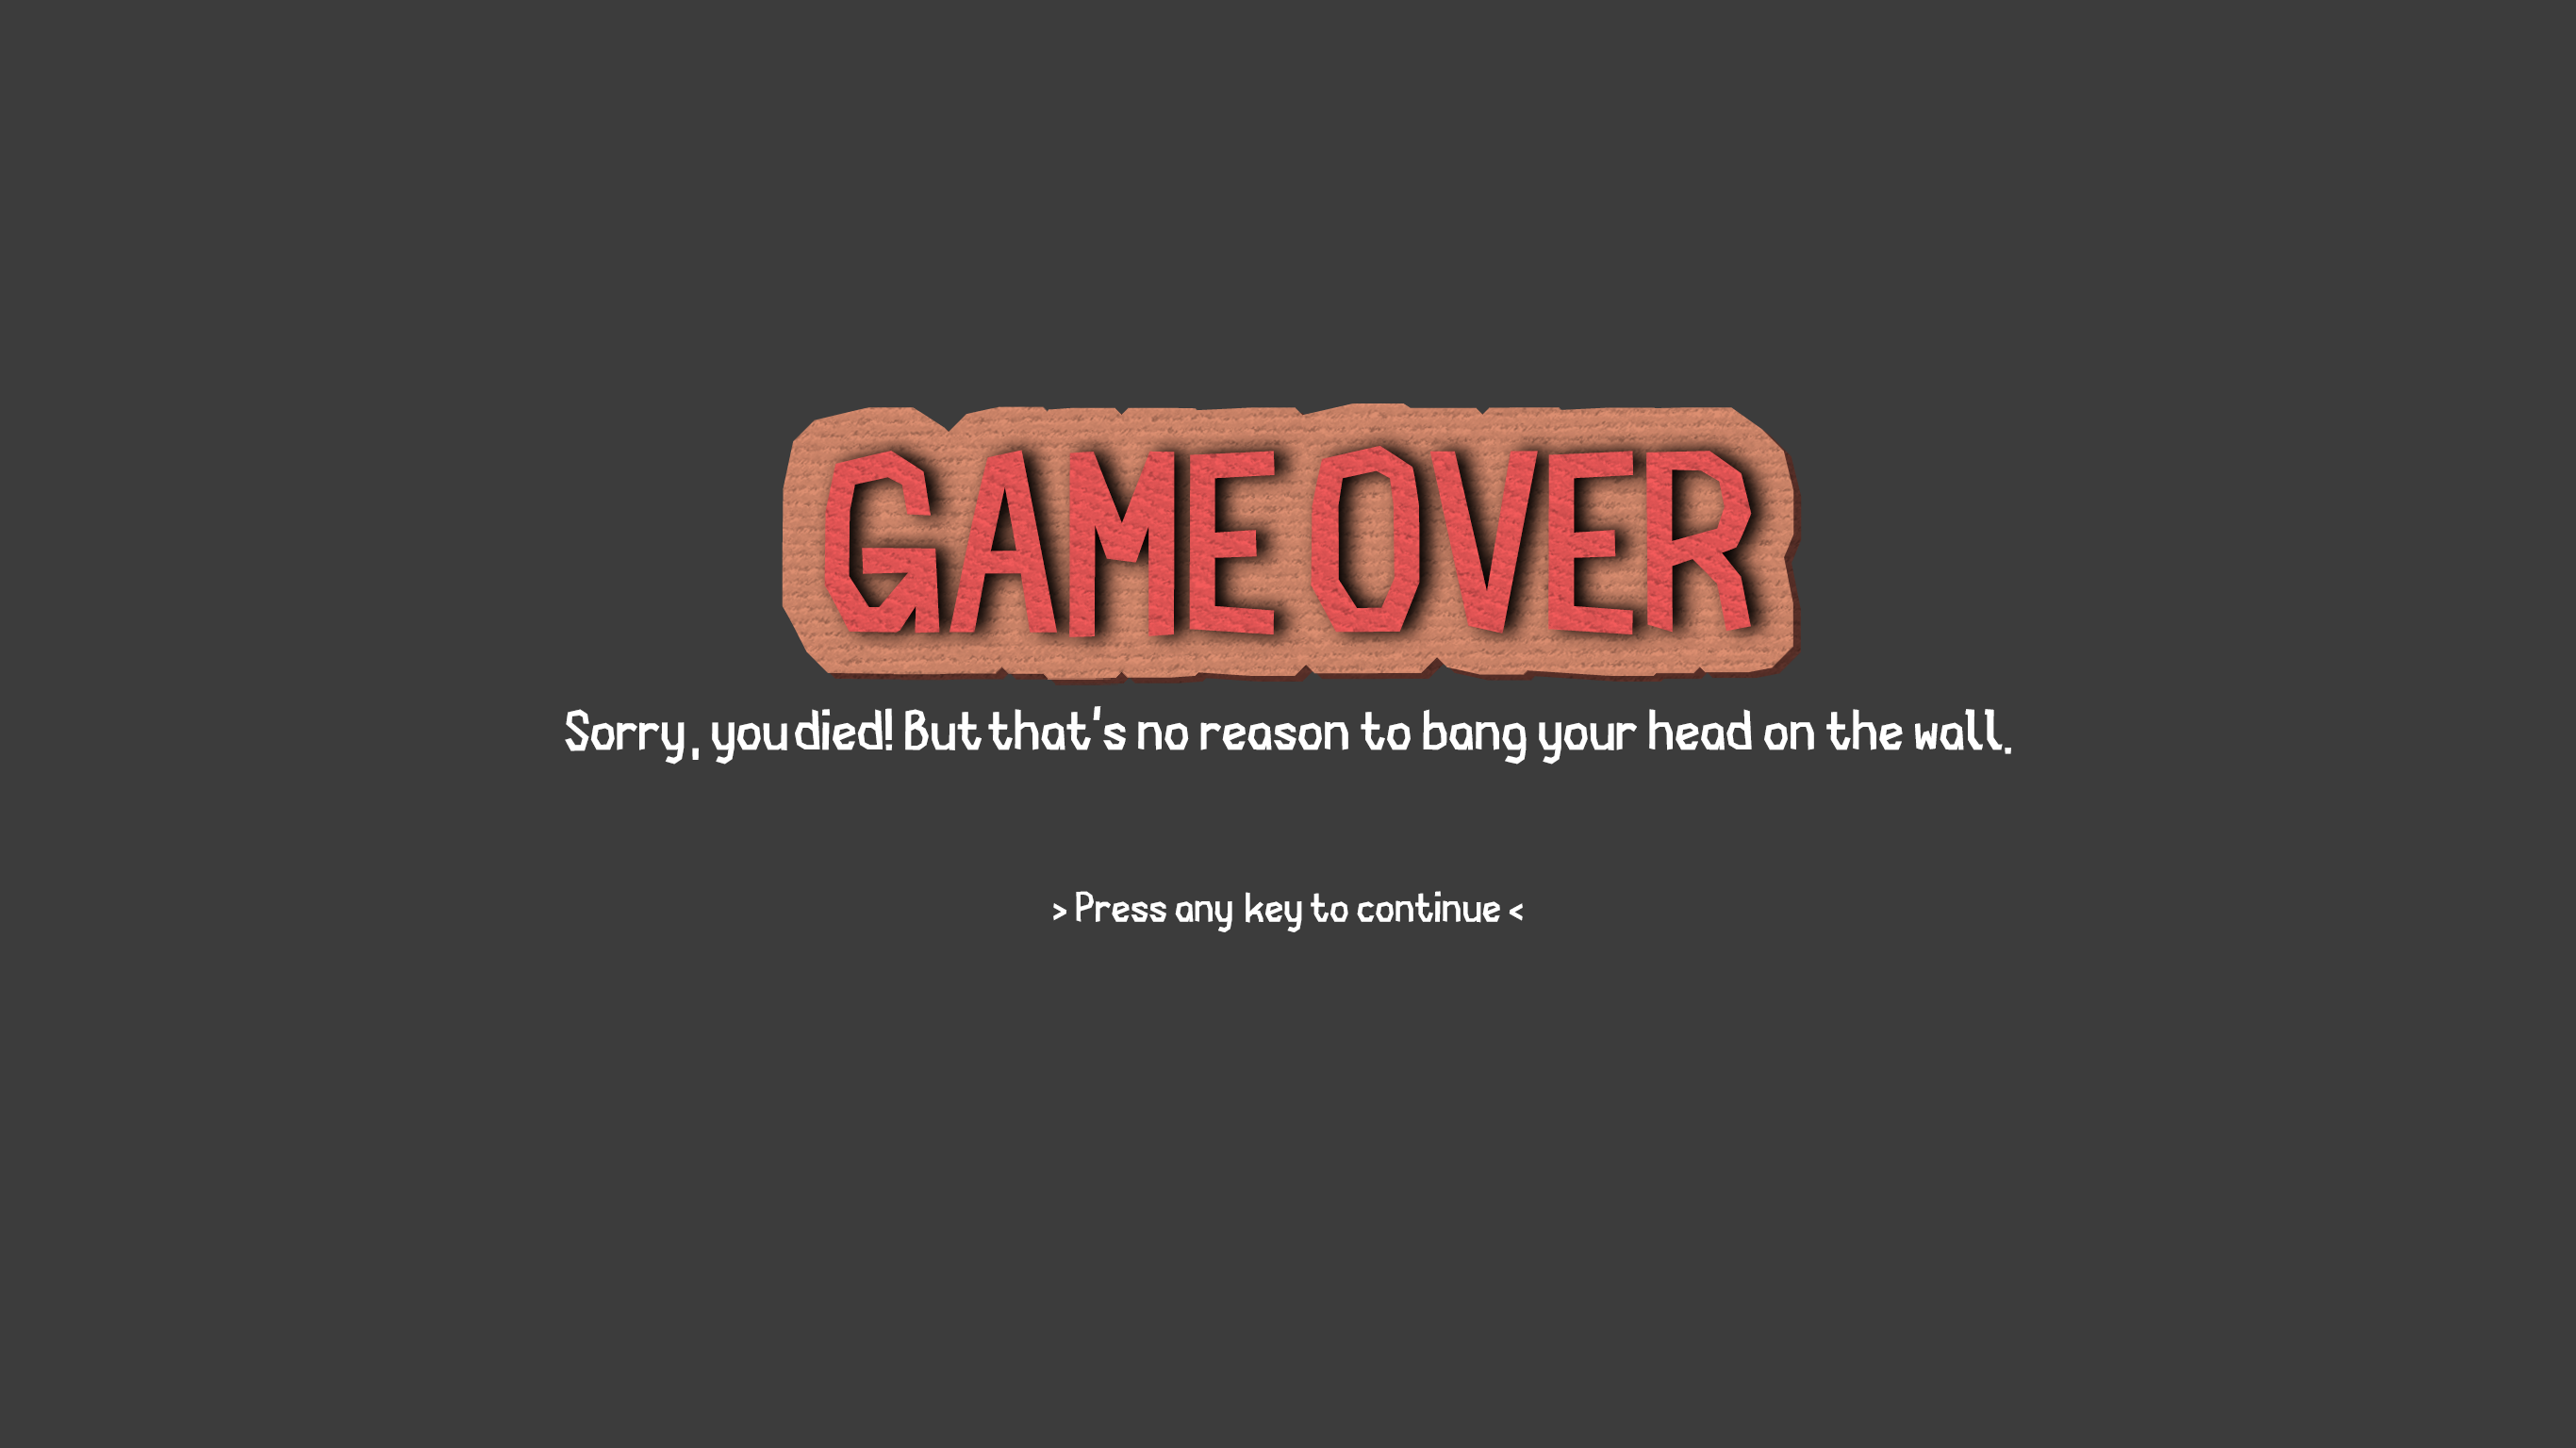 GAME OVER
Sorry, you died! But that's no reason to bang your head on the wall.
> Press any key to continue <